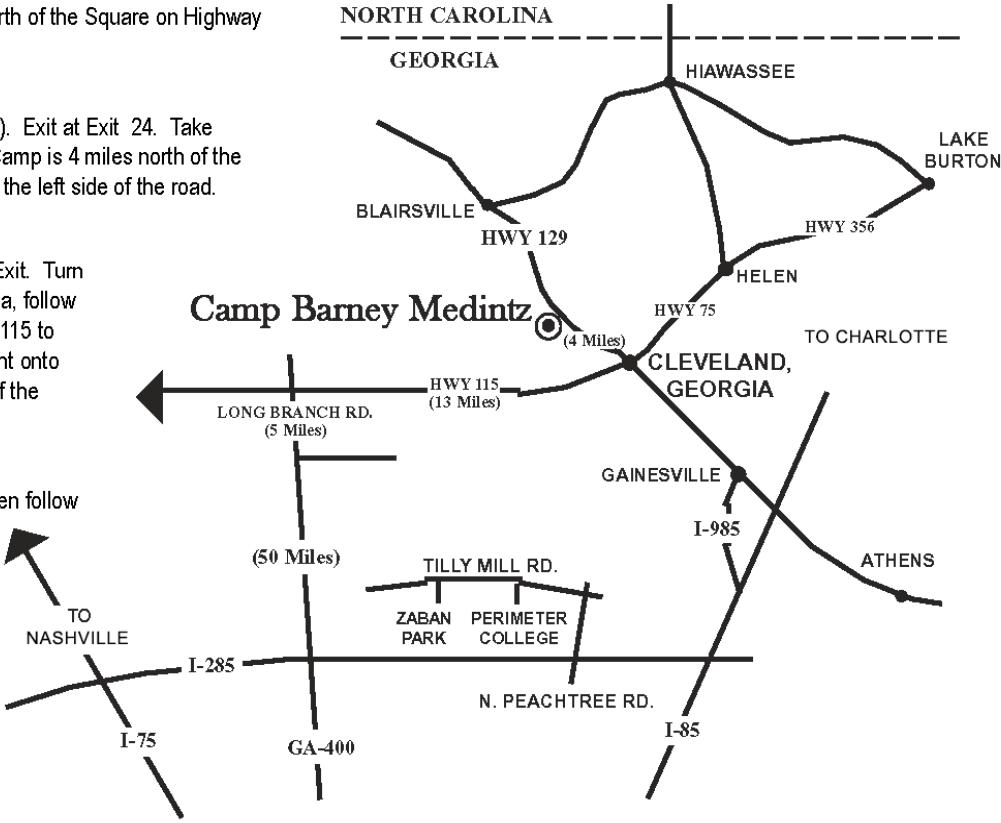 rth of the Square on Highway
). Exit at Exit 24. Take
Camp is 4 miles north of the
the left side of the road.
Exit. Turn
a, follow
115 to
nt onto
f the
en follow
NORTH CAROLINA
GEORGIA
HIAWASSEE
LAKE
BURTON
BLAIRSVILLE
HWY 129
HWY 356
HELEN
Camp Barney Medintz
HWY 75
(4 Miles)
TO CHARLOTTE
CLEVELAND,
GEORGIA
HWY 115
(13 Miles)
LONG BRANCH RD.
(5 Miles)
GAINESVILLE
I-985
(50 Miles)
TILLY MILL RD.
ATHENS
ZABAN
PARK
PERIMETER
COLLEGE
TO
NASHVILLE
I-285
N. PEACHTREE RD.
I-85
I-75
GA-400